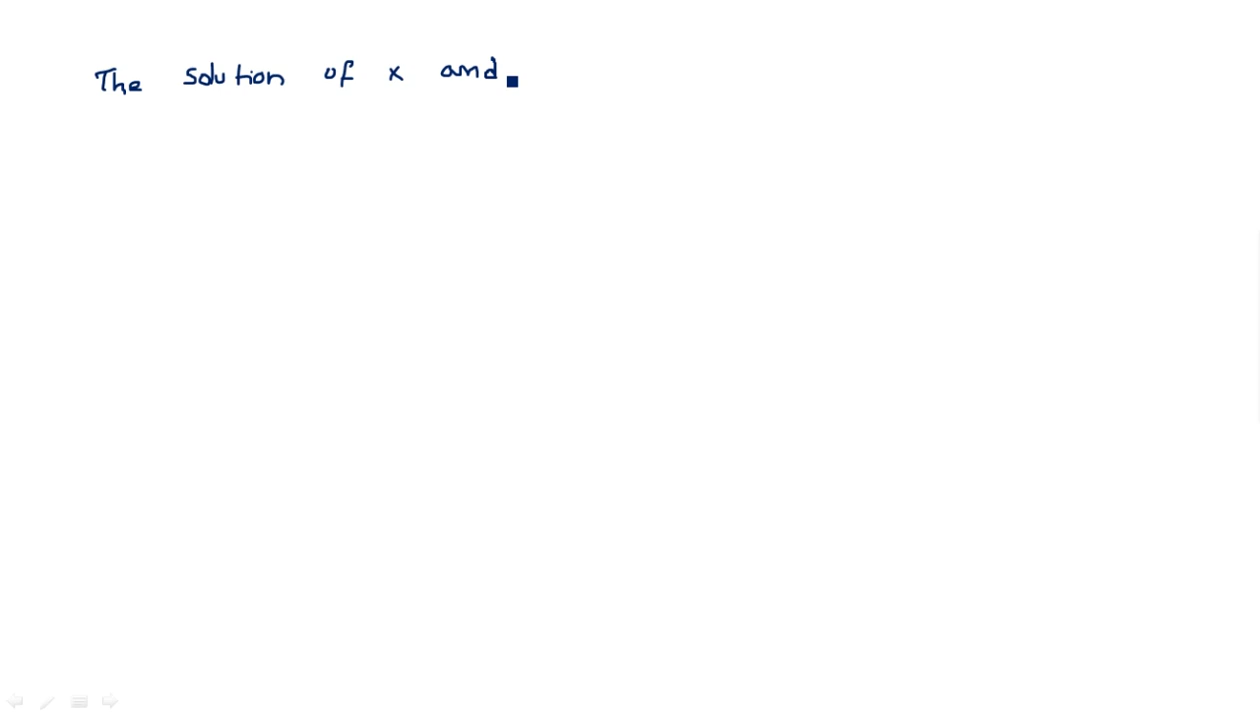 The solution of x and